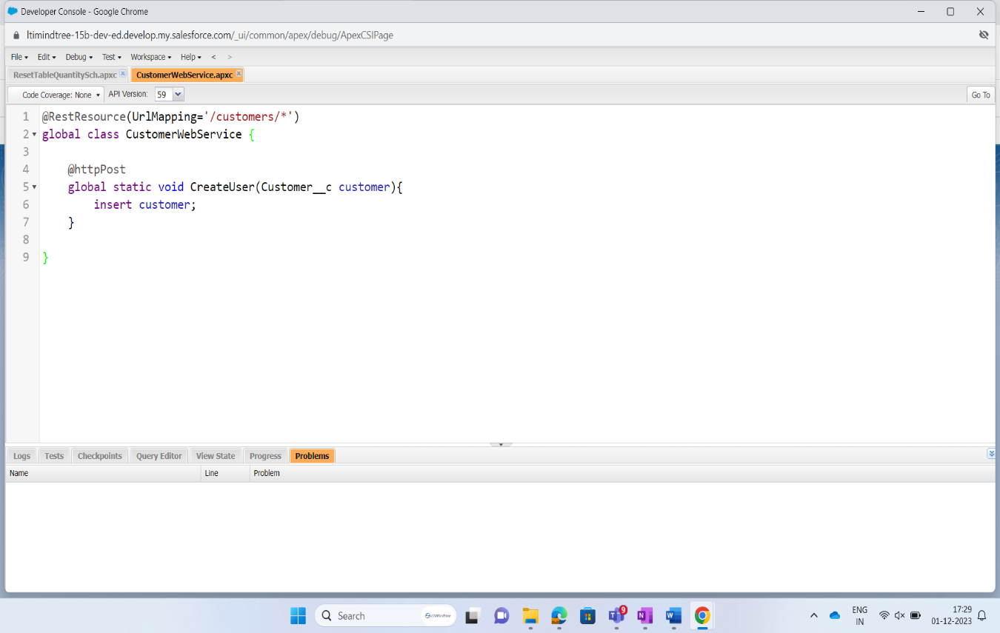 Developer Console - Google Chrome
ltimindtree-15b-dev-ed.develop.my.salesforce.com/_ui/common/apex/debug/ApexCSIPage
File Edit Debug Test Workspace Help < >
ResetTableQuantitySch.apxc CustomerWebService.apxc
Code Coverage: None API Version: 59 Go To
1 @RestResource(UrlMapping='/customers/*')
2 global class CustomerWebService {
3
4 @httpPost
5 global static void CreateUser(Customer__c customer){
6 insert customer;
7 }
8
9 }
Logs Tests Checkpoints Query Editor View State Progress Problems
Name Line Problem
Search
9
ENG
IN
17:29
01-12-2023